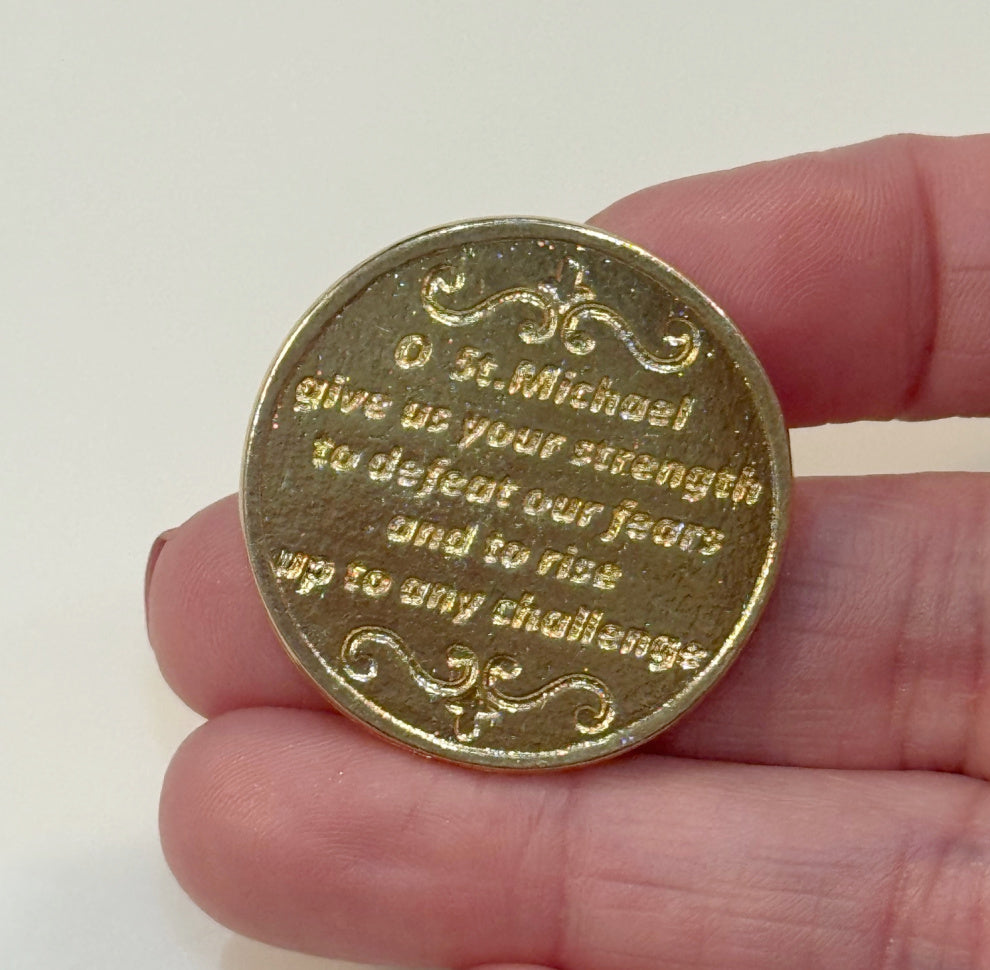 O St. Michael
give us your strength
to defeat our fears
and to rise
up to any challenge